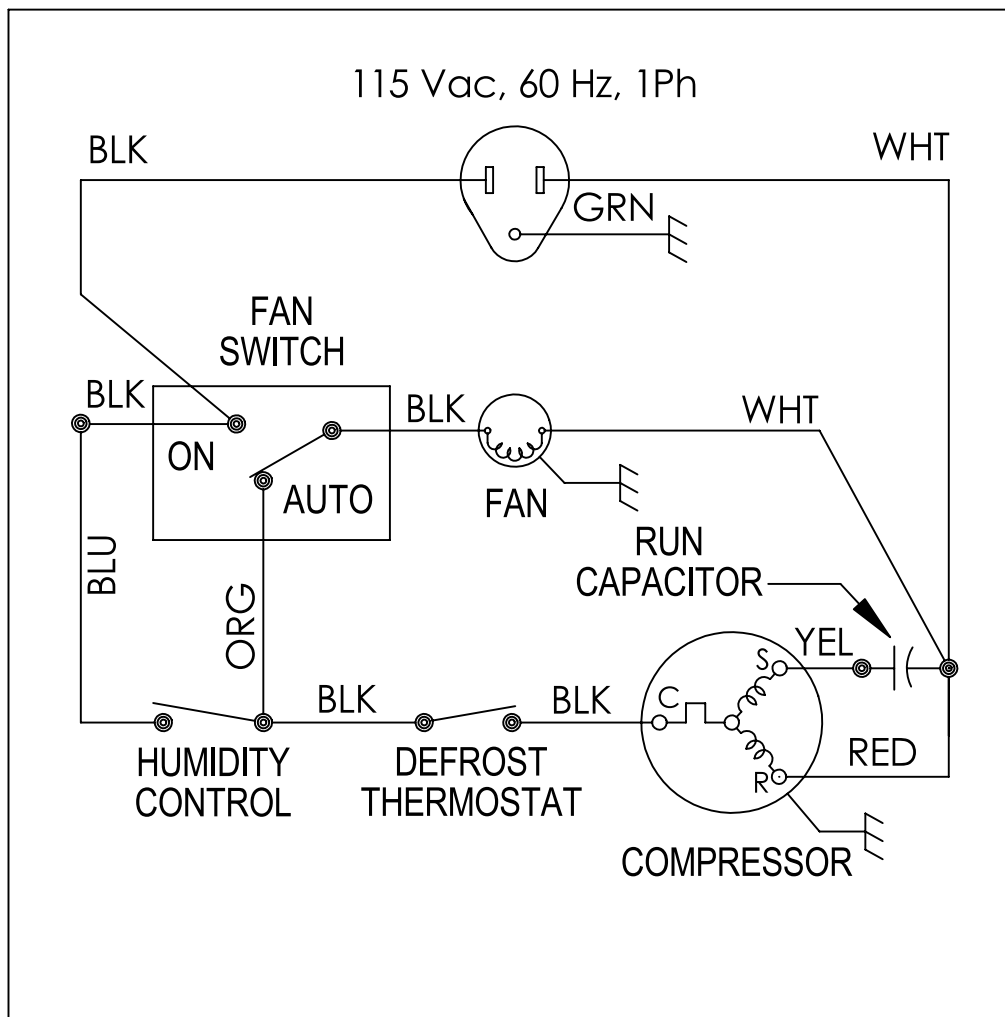 115 Vac, 60 Hz, 1Ph
BLK
WHT
GRN
FAN
SWITCH
BLK
ON
AUTO
BLK
FAN
WHT
BLU
ORG
RUN
CAPACITOR
YEL
S
C
R
BLK
BLK
RED
HUMIDITY
CONTROL
DEFROST
THERMOSTAT
COMPRESSOR